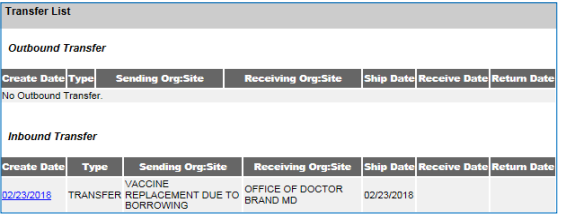 Transfer List
Outbound Transfer
Create Date Type Sending Org:Site Receiving Org:Site Ship Date Receive Date Return Date
No Outbound Transfer.
Inbound Transfer
Create Date Type Sending Org:Site Receiving Org:Site Ship Date Receive Date Return Date
02/23/2018 TRANSFER VACCINE REPLACEMENT DUE TO BORROWING OFFICE OF DOCTOR BRAND MD 02/23/2018